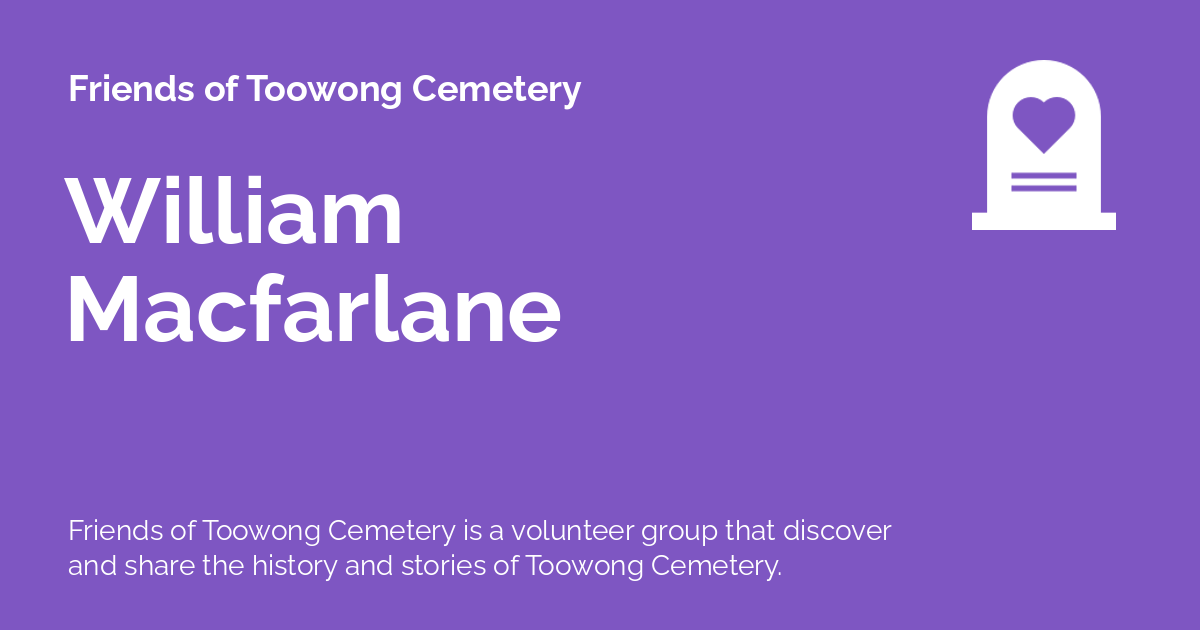 Friends of Toowong Cemetery
William
Macfarlane
Friends of Toowong Cemetery is a volunteer group that discover
and share the history and stories of Toowong Cemetery.